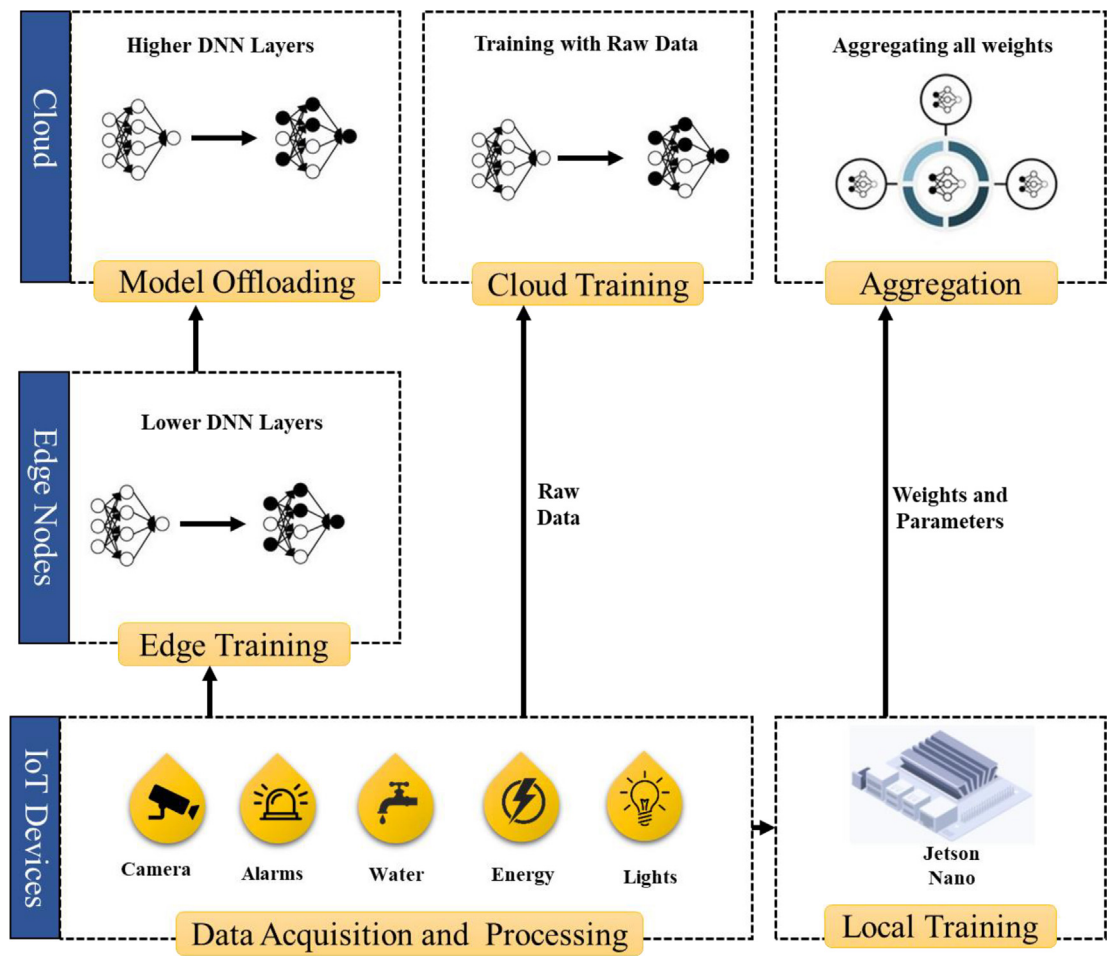 Cloud
Higher DNN Layers
Model Offloading
Training with Raw Data
Cloud Training
Aggregating all weights
Aggregation
Edge Nodes
Lower DNN Layers
Edge Training
Raw
Data
Weights and
Parameters
IoT Devices
Camera
Alarms
Water
Energy
Lights
Data Acquisition and Processing
Jetson
Nano
Local Training